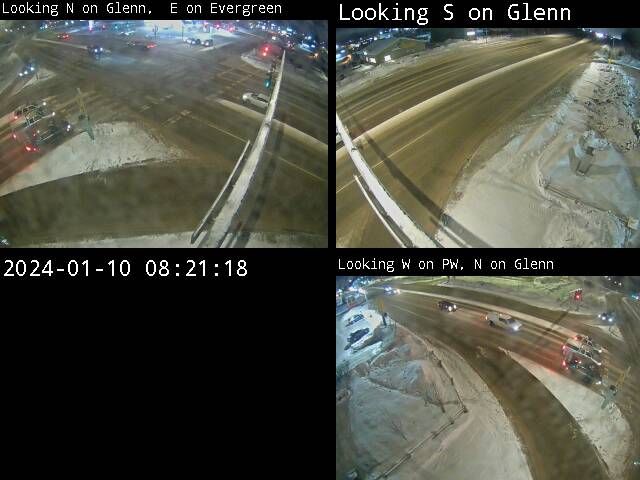 Looking N on Glenn, E on Evergreen
Looking S on Glenn
2024-01-10 08:21:18
Looking W on PW, N on Glenn